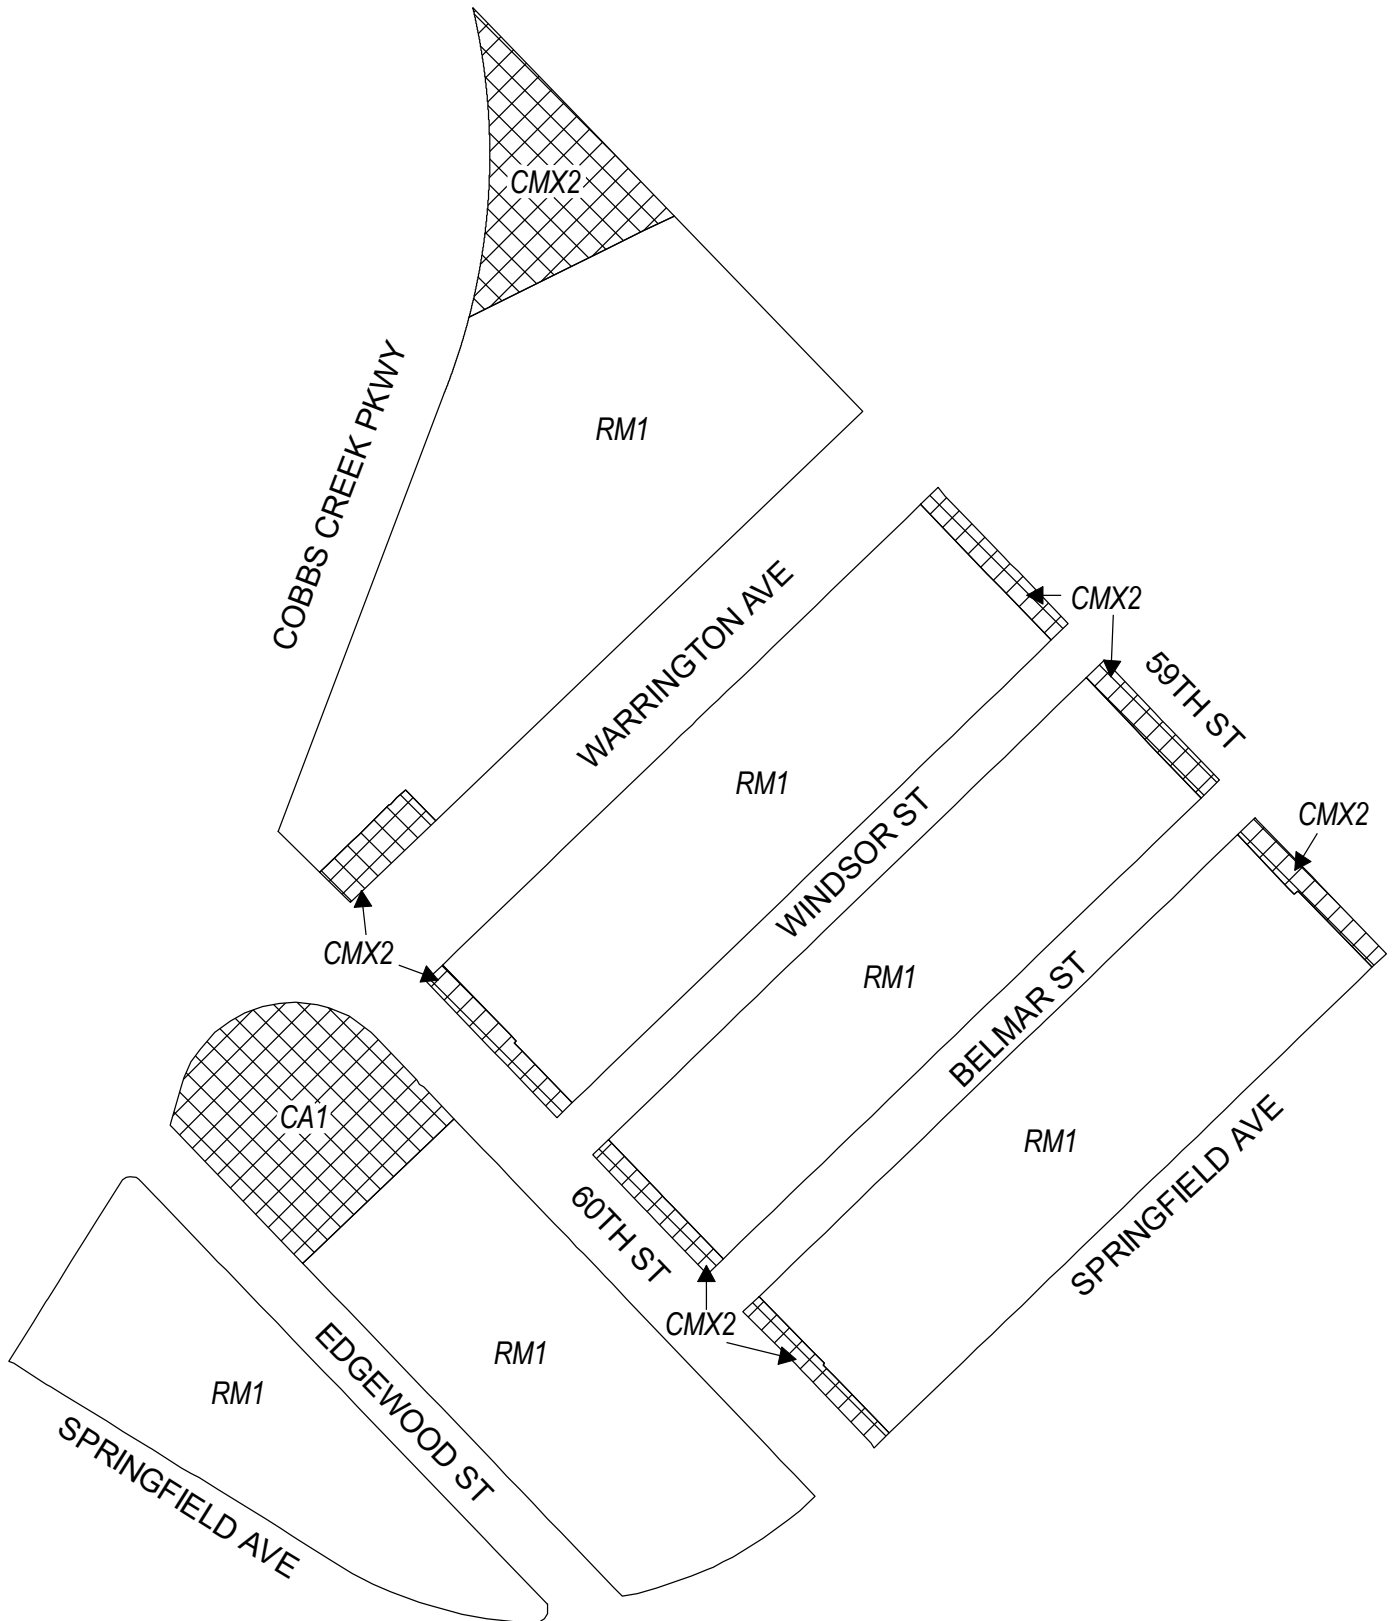 CMX2
COBBS CREEK PKWY
RM1
WARRINGTON AVE
CMX2
59TH ST
RM1
WINDSOR ST
CMX2
CMX2
RM1
BELMAR ST
CA1
RM1
SPRINGFIELD AVE
60TH ST
CMX2
RM1
EDGEWOOD ST
RM1
SPRINGFIELD AVE